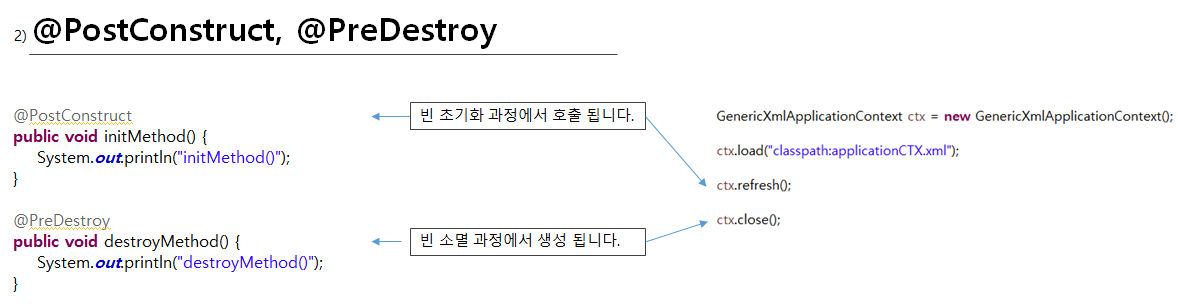 2) @PostConstruct, @PreDestroy
@PostConstruct
public void initMethod() {
System.out.println("initMethod()");
}
@PreDestroy
public void destroyMethod() {
System.out.println("destroyMethod()");
}
빈 초기화 과정에서 호출 됩니다.
빈 소멸 과정에서 생성 됩니다.
GenericXmlApplicationContext ctx = new GenericXmlApplicationContext();
ctx.load("classpath:applicationCTX.xml");
ctx.refresh();
ctx.close();